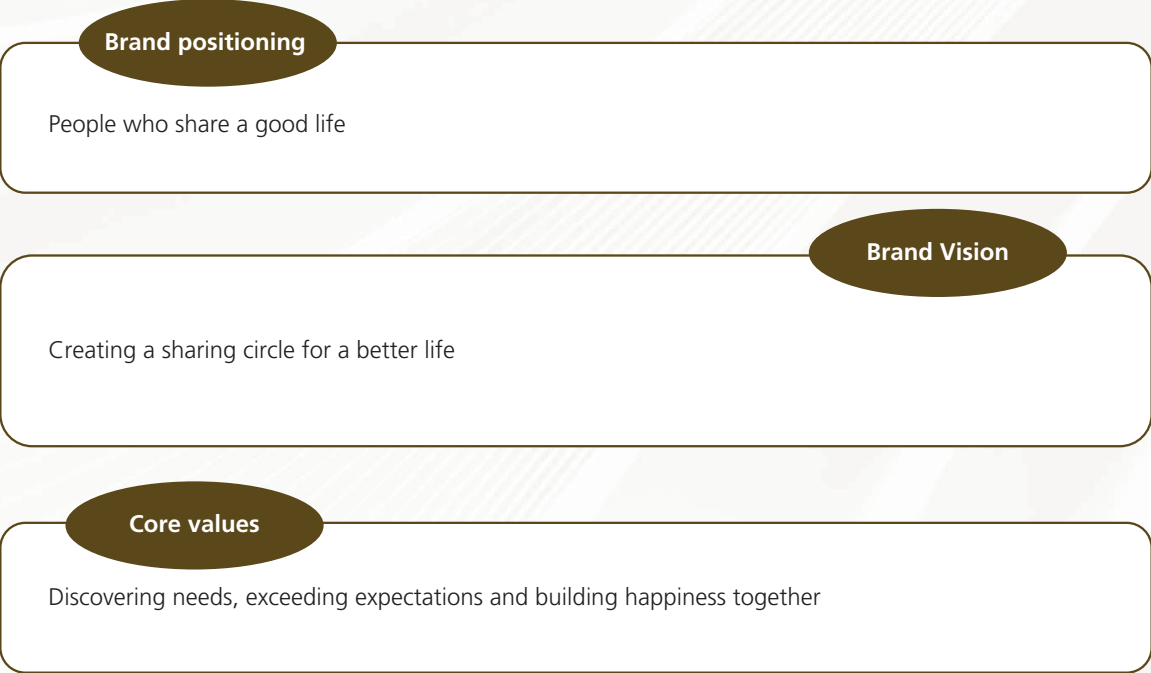 Brand positioning
People who share a good life
Brand Vision
Creating a sharing circle for a better life
Core values
Discovering needs, exceeding expectations and building happiness together